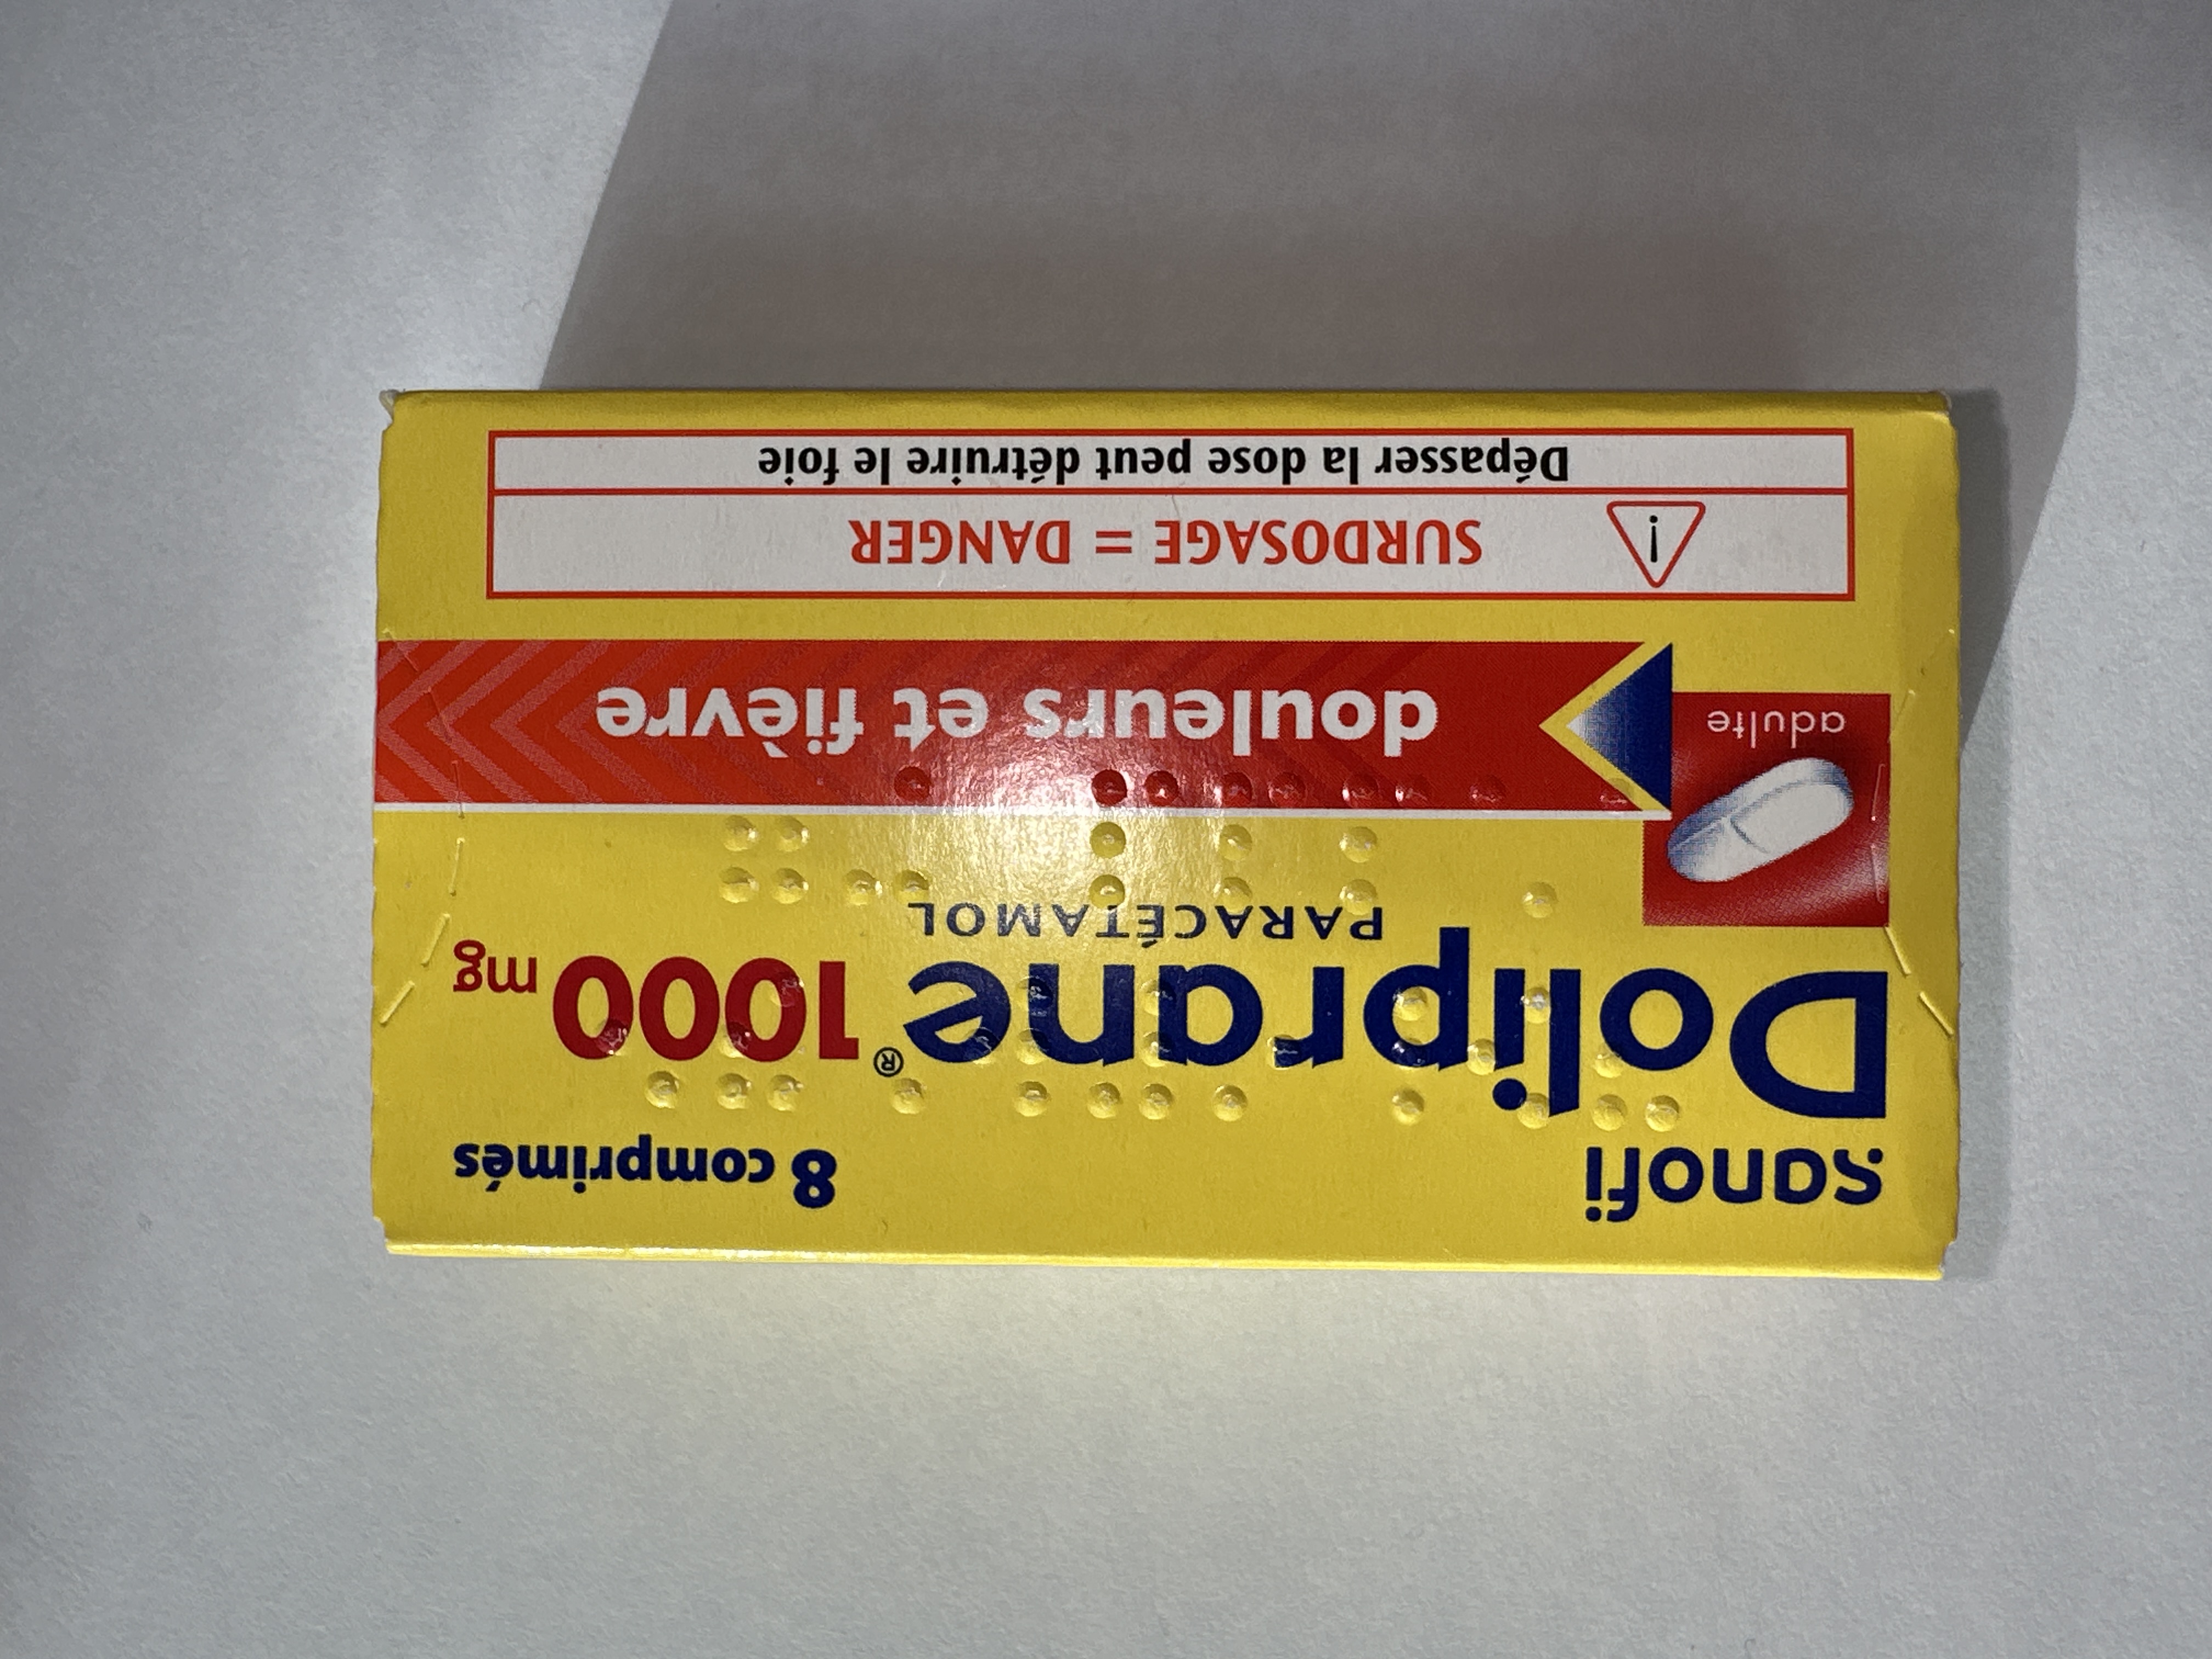 sanofi
8 comprimés
Doliprane® 1000 mg
PARACÉTAMOL
adulte
douleurs et fièvre
SURDOSAGE = DANGER
Dépasser la dose peut détruire le foie